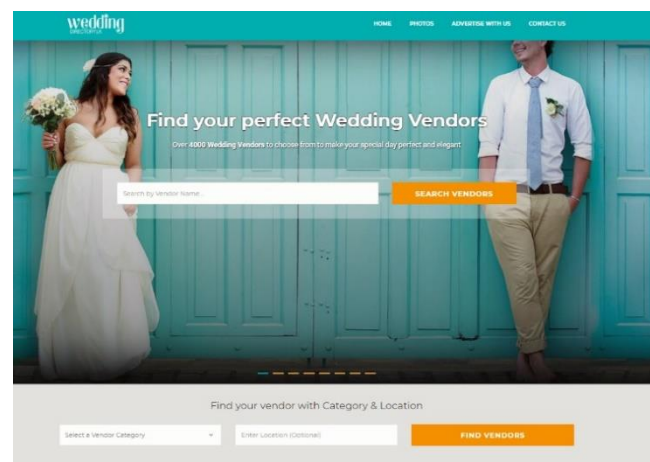 wedding
DIRECTORY.LK
HOME PHOTOS ADVERTISE WITH US CONTACT US
Find your perfect Wedding Vendors
Over 4000 Wedding Vendors to choose from to make your special day perfect and elegant
Search by Vendor Name...
SEARCH VENDORS
Find your vendor with Category & Location
Select a Vendor Category
Enter Location (Optional)
FIND VENDORS